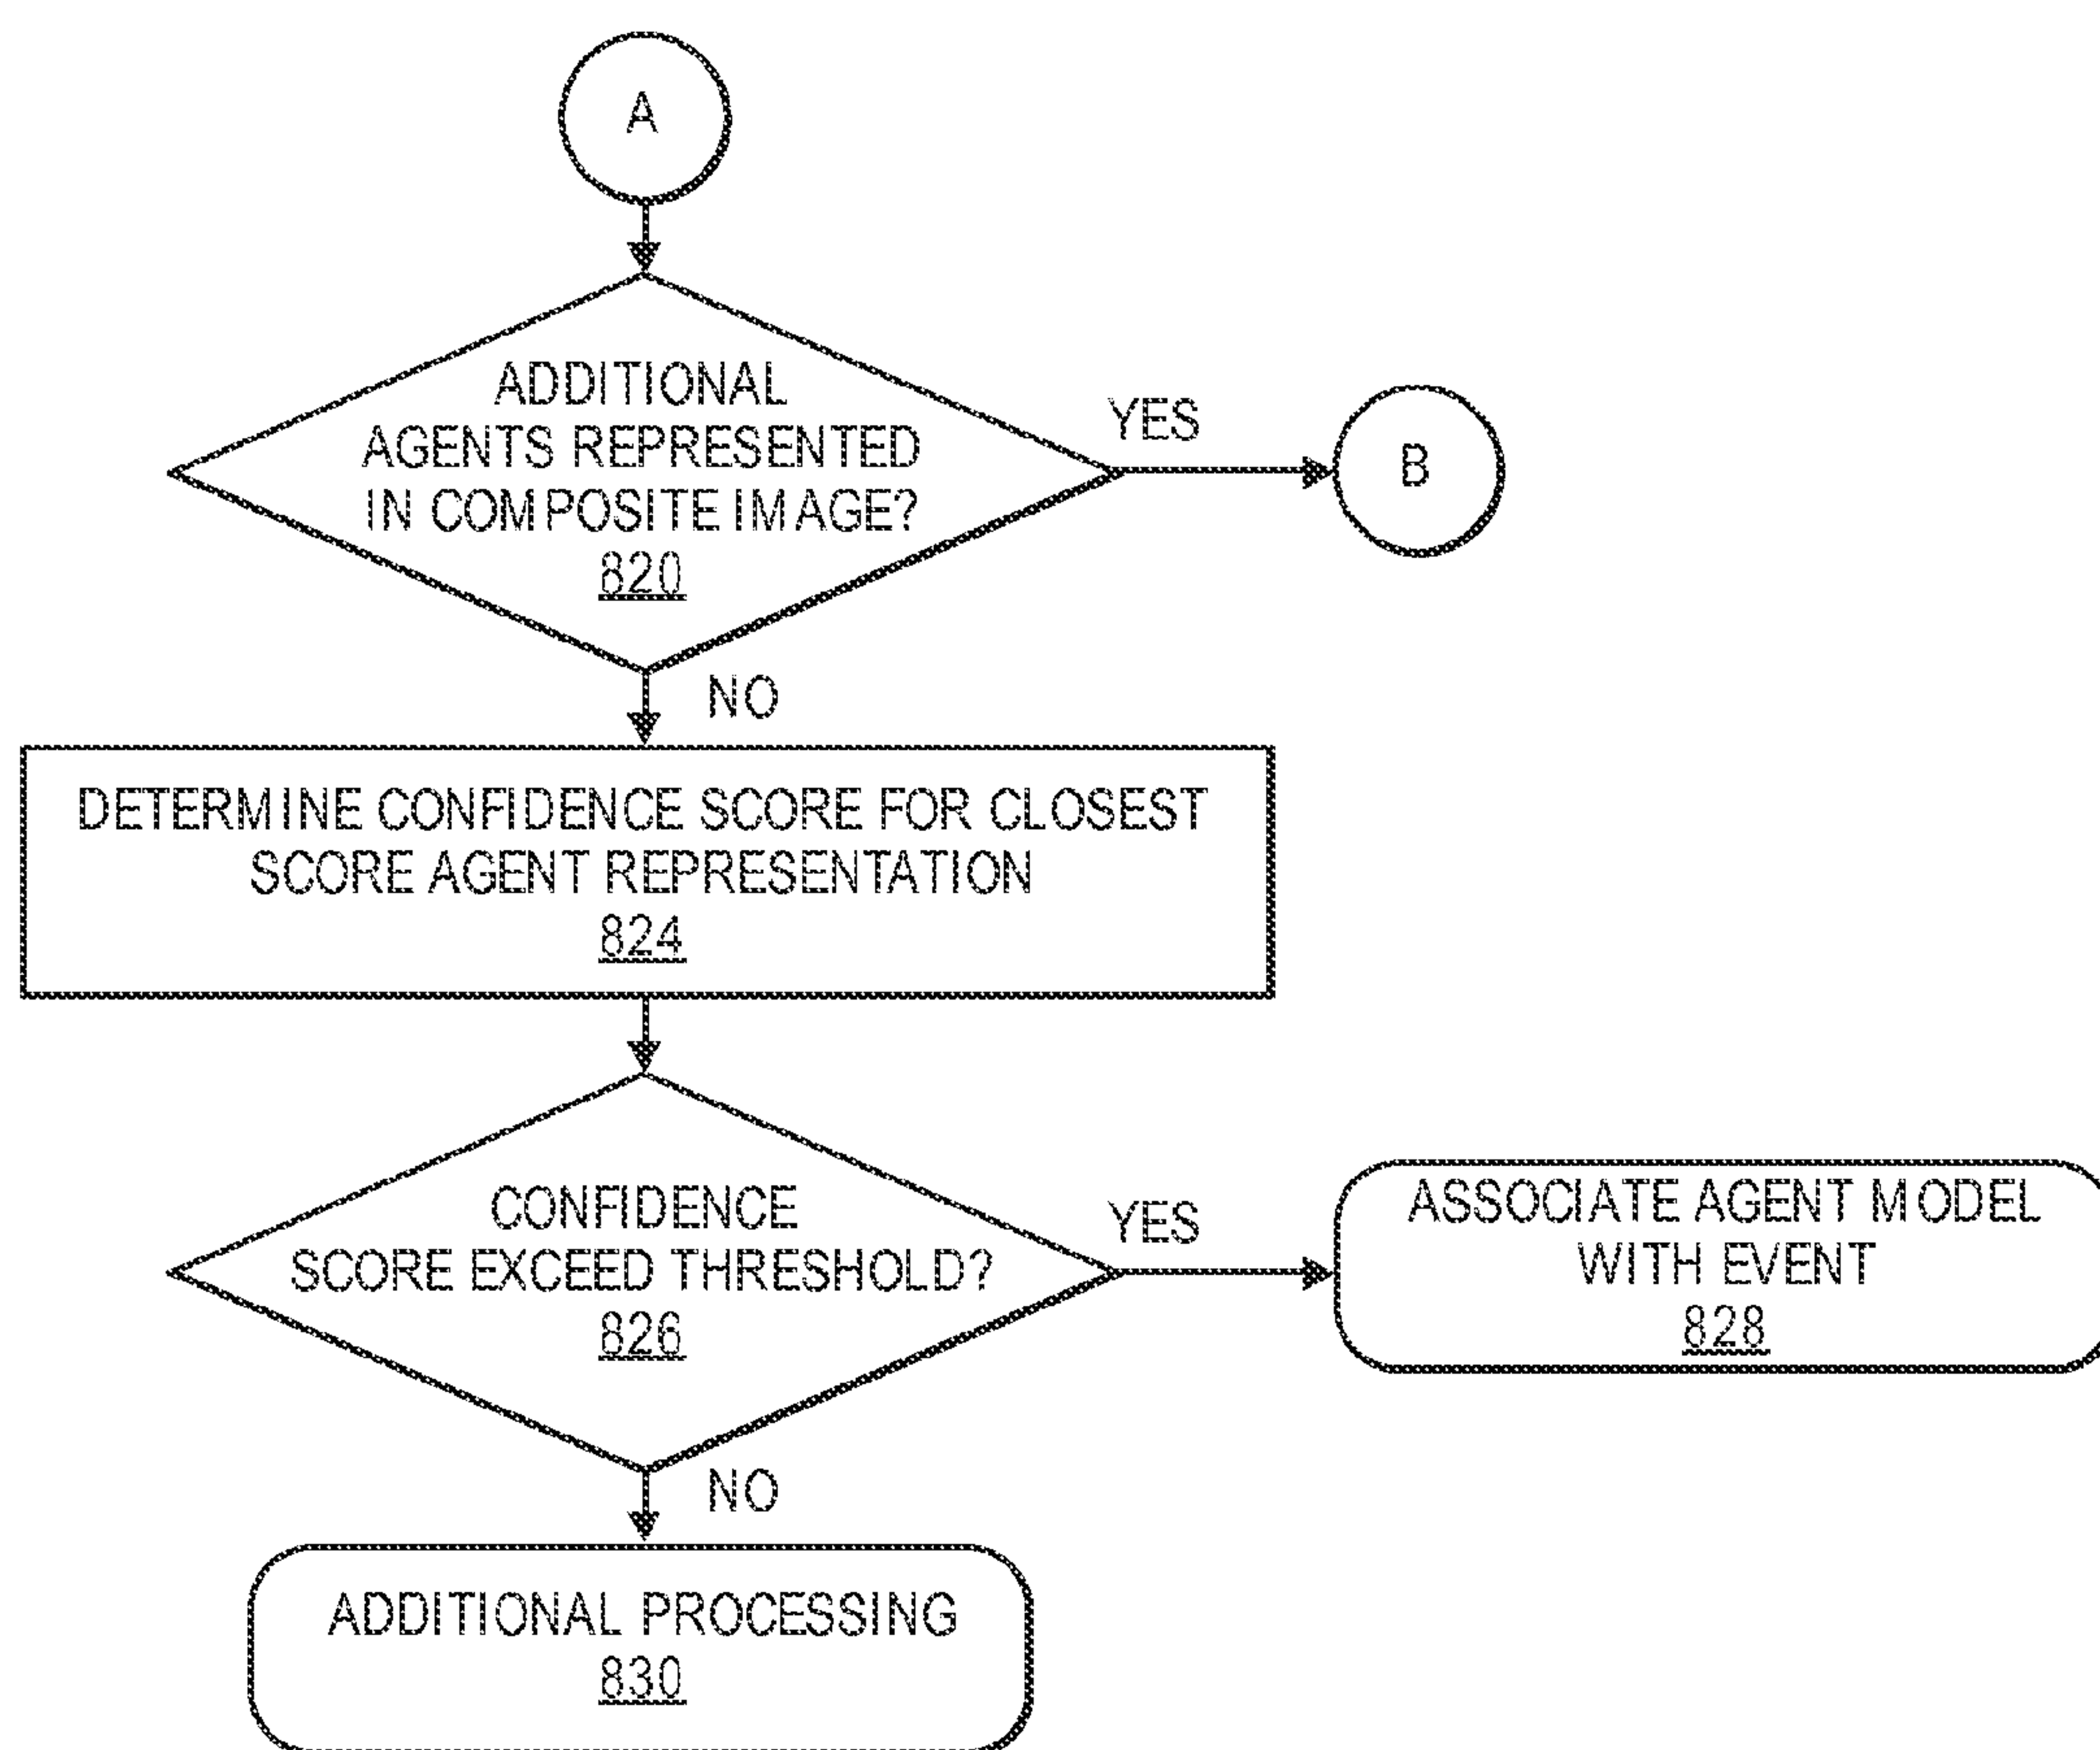 A
ADDITIONAL
AGENTS REPRESENTED
IN COMPOSITE IMAGE?
820
YES
B
NO
DETERMINE CONFIDENCE SCORE FOR CLOSEST
SCORE AGENT REPRESENTATION
824
CONFIDENCE
SCORE EXCEED THRESHOLD?
826
YES
ASSOCIATE AGENT MODEL
WITH EVENT
828
NO
ADDITIONAL PROCESSING
830